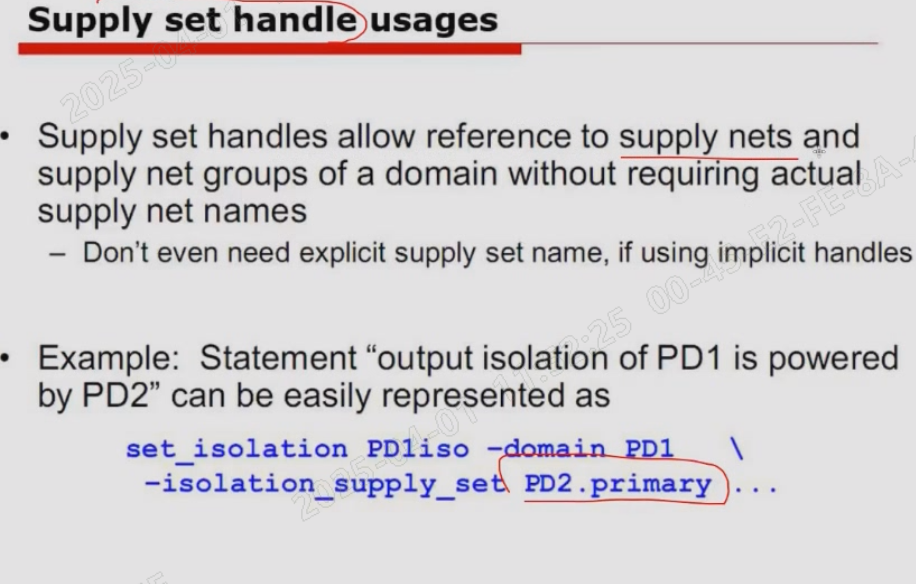 Supply set handle usages
• Supply set handles allow reference to supply nets and
supply net groups of a domain without requiring actual
supply net names
– Don't even need explicit supply set name, if using implicit handles
• Example: Statement “output isolation of PD1 is powered
by PD2” can be easily represented as
set_isolation PD1iso –domain PD1 \
–isolation_supply_set PD2.primary ...